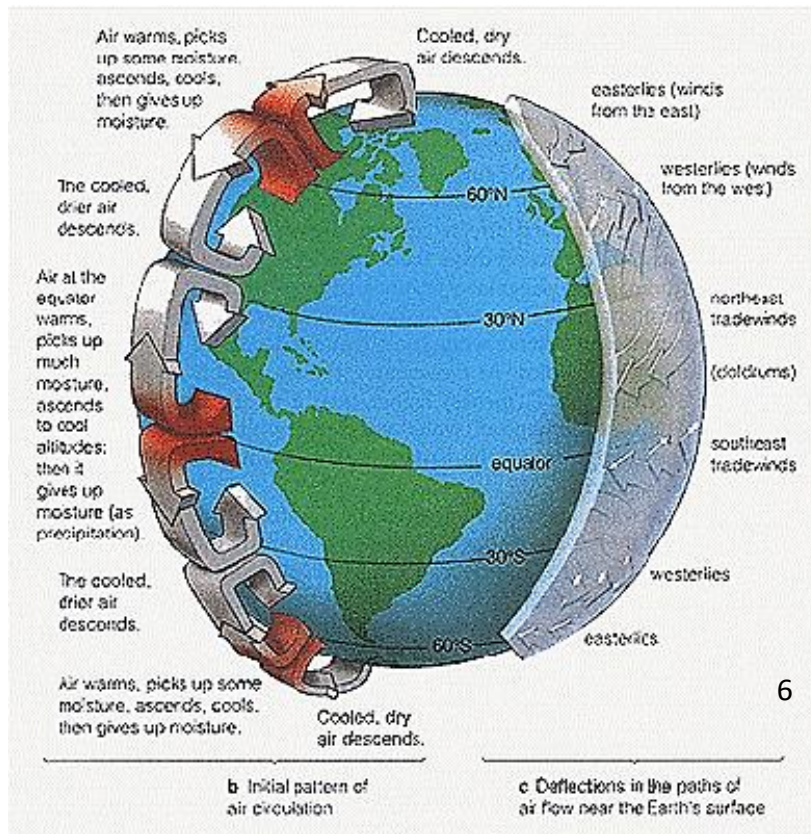 Air warms, picks
up some moisture,
ascends, cools,
then gives up
moisture.
Cooled, dry
air descends.
easterlies (winds
from the east)
westerlies (winds
from the west)
The cooled,
drier air
descends.
60°N
Air at the
equator
warms,
picks up
much
moisture,
ascends
to cool
altitudes;
then it
gives up
moisture (as
precipitation).
30°N
northeast
tradewinds
(doldrums)
equator
southeast
tradewinds
30°S
The cooled,
drier air
descends.
westerlies
60°S
easterlies
Air warms, picks up some
moisture, ascends, cools,
then gives up moisture.
Cooled, dry
air descends.
6
b Initial pattern of
air circulation
c Deflections in the paths of
air flow near the Earth's surface